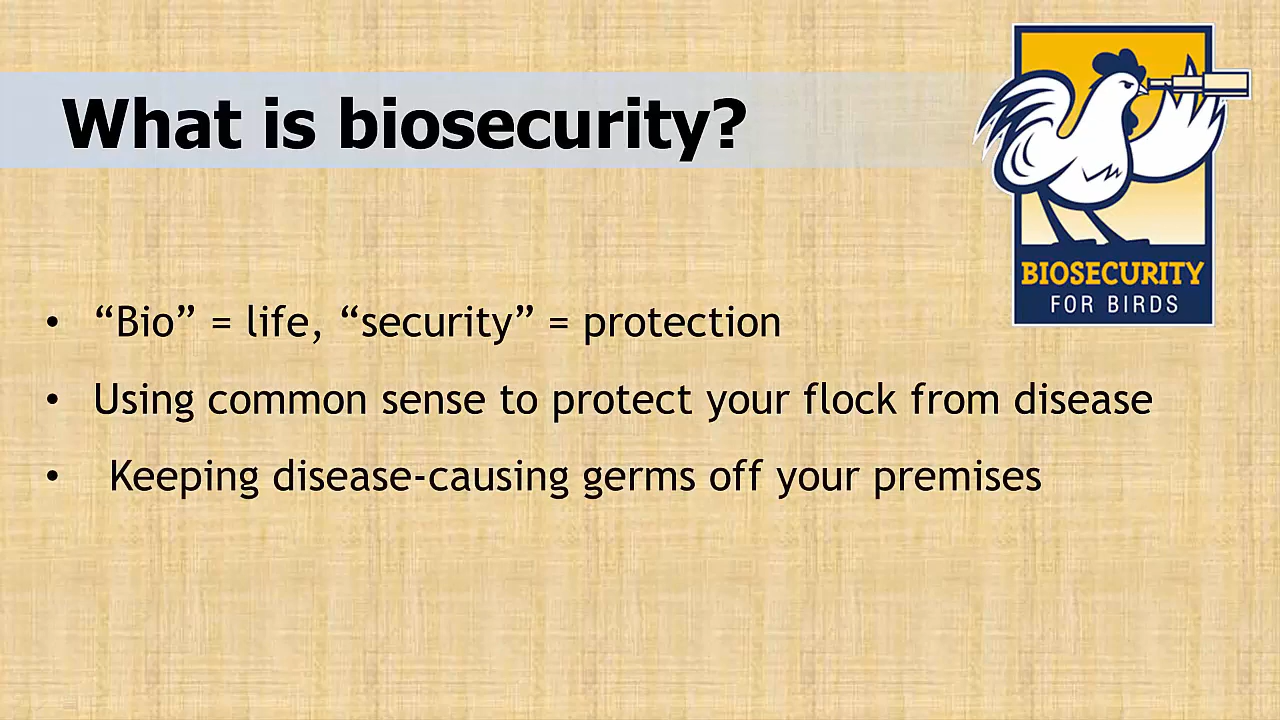 What is biosecurity?
BIOSECURITY
FOR BIRDS
• “Bio” = life, “security” = protection
• Using common sense to protect your flock from disease
• Keeping disease-causing germs off your premises